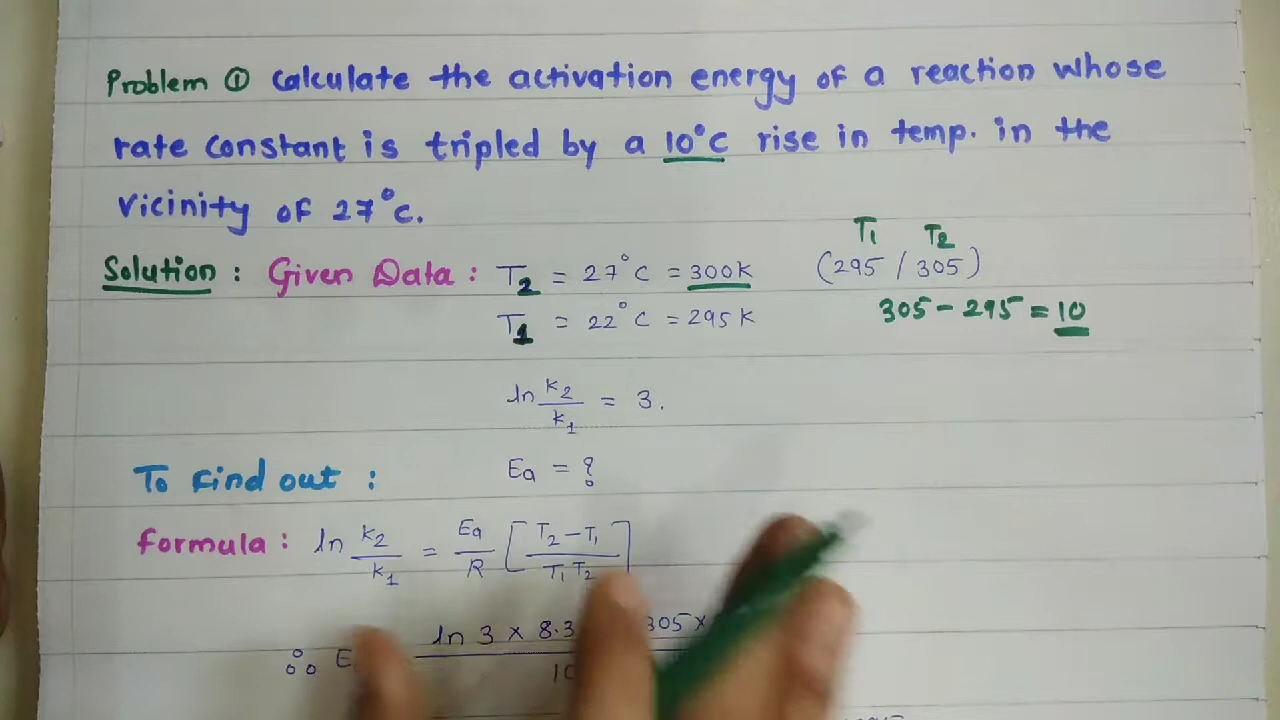 Problem ① Calculate the activation energy of a reaction whose
rate constant is tripled by a 10°C rise in temp. in the
vicinity of 27°C.
Solution : Given Data : T2 = 27°C = 300K (295 / 305) T1 T2
T1 = 22°C = 295K 305 - 295 = 10
ln k2/k1 = 3.
To Find out : Ea = ?
Formula : ln k2/k1 = Ea/R [T2 - T1 / T1 T2]
∴ E ln 3 × 8.3 305 ×
10